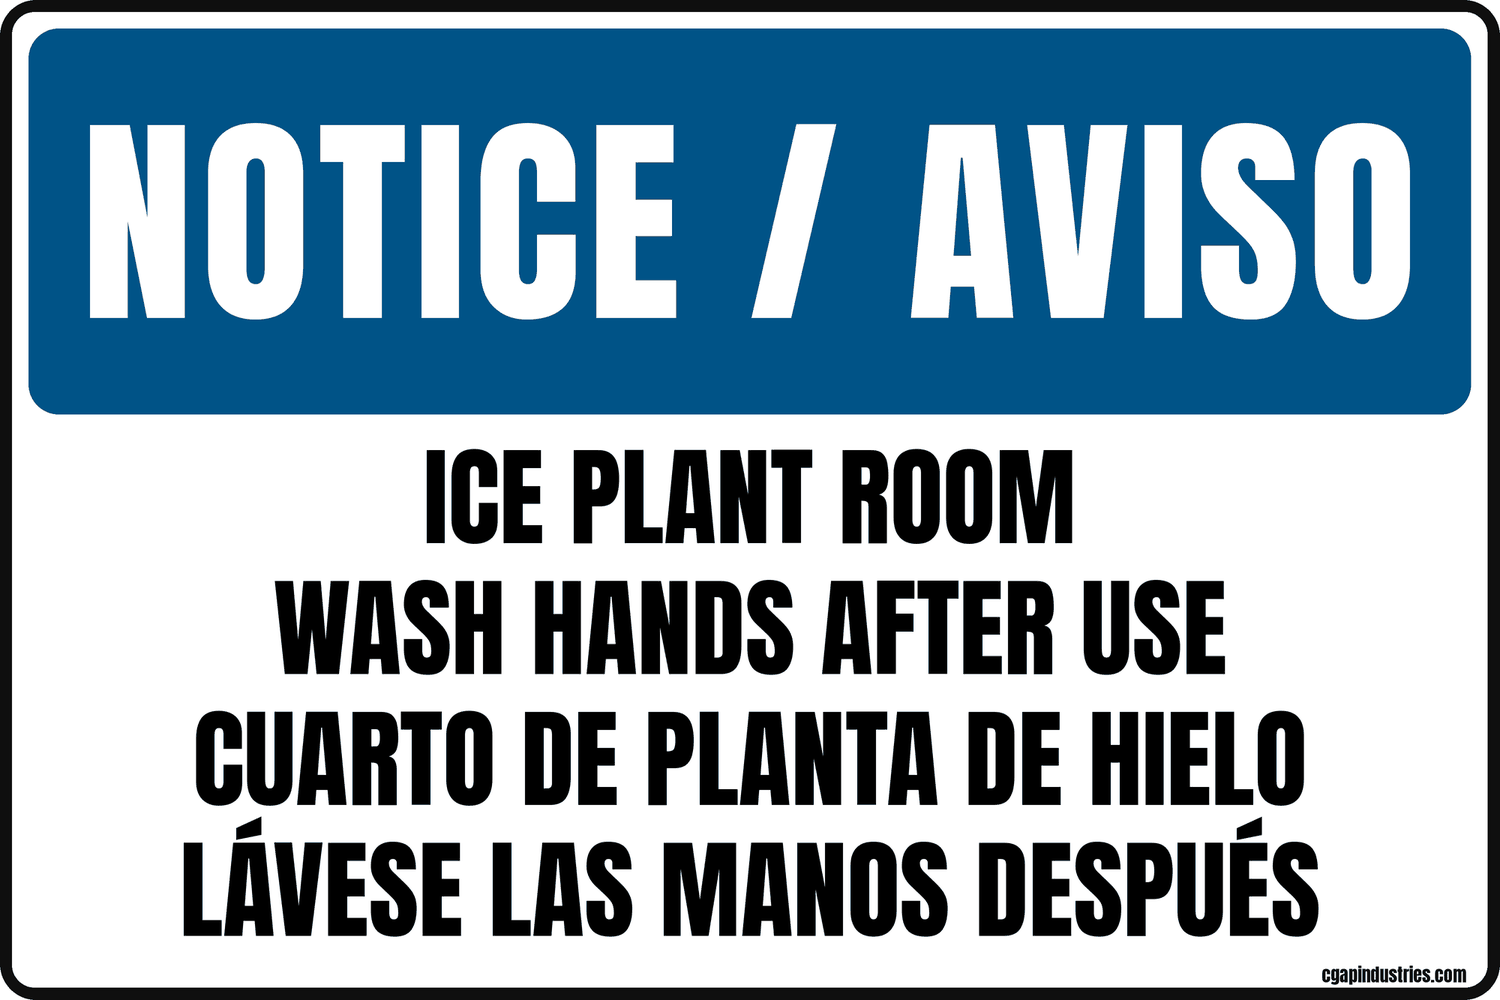 NOTICE / AVISO
ICE PLANT ROOM
WASH HANDS AFTER USE
CUARTO DE PLANTA DE HIELO
LÁVESE LAS MANOS DESPUÉS
cgapindustries.com